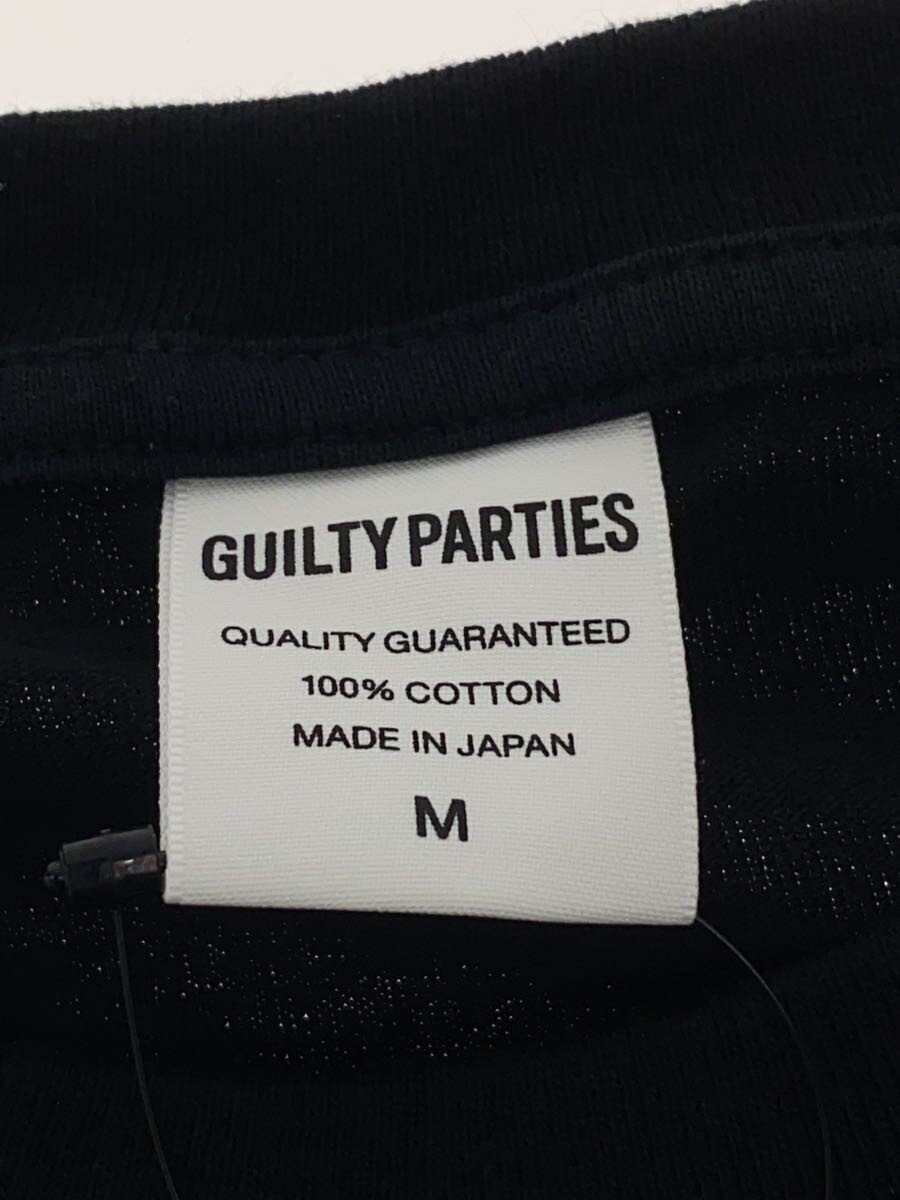 GUILTY PARTIES
QUALITY GUARANTEED
100% COTTON
MADE IN JAPAN
M